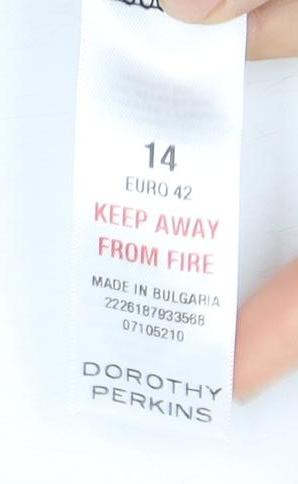 14
EURO 42
KEEP AWAY
FROM FIRE
MADE IN BULGARIA
2226187933568
07105210
DOROTHY
PERKINS